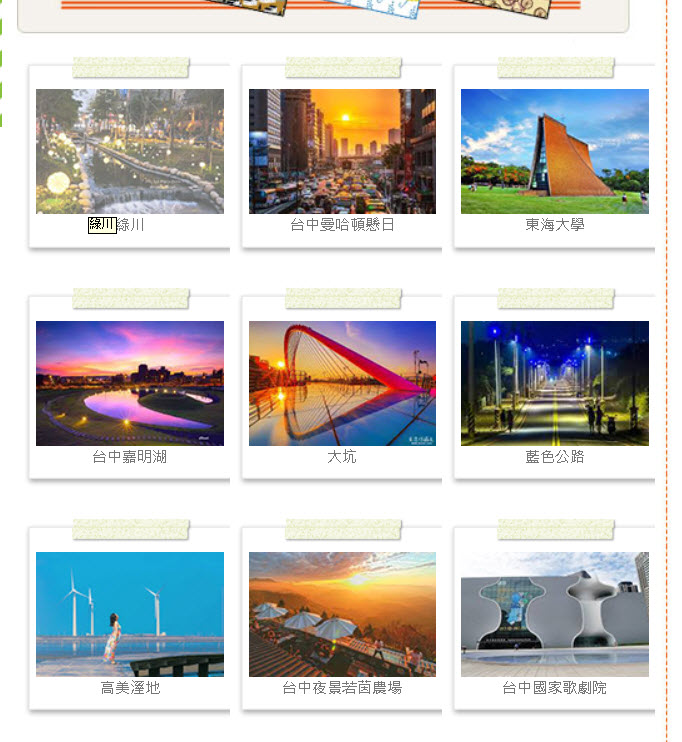 綠川 綠川
台中曼哈頓懸日
東海大學
台中嘉明湖
大坑
藍色公路
高美溼地
台中夜景若茵農場
台中國家歌劇院